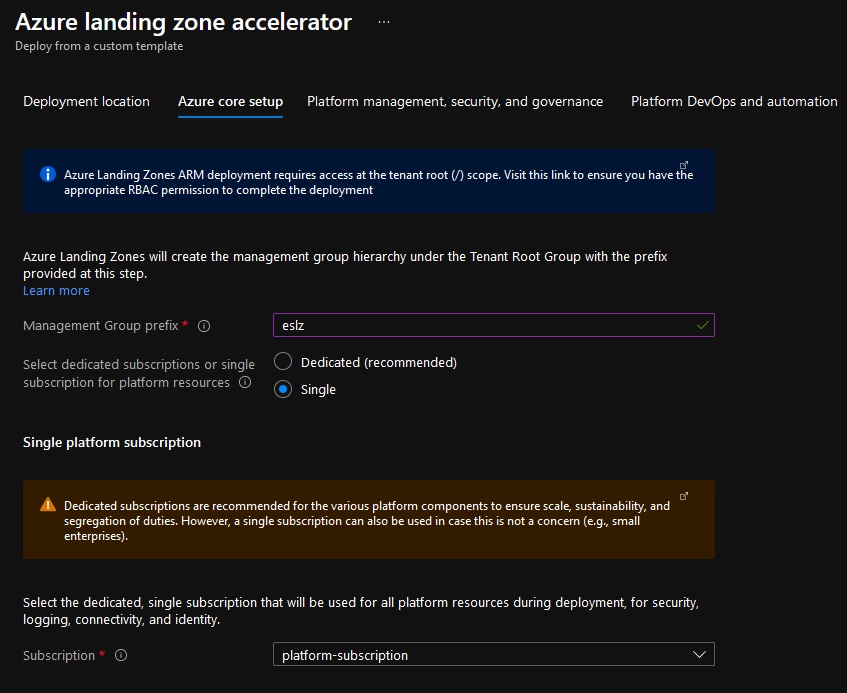 Azure landing zone accelerator ...
Deploy from a custom template
Deployment location Azure core setup Platform management, security, and governance Platform DevOps and automation
Azure Landing Zones ARM deployment requires access at the tenant root (/) scope. Visit this link to ensure you have the
appropriate RBAC permission to complete the deployment
Azure Landing Zones will create the management group hierarchy under the Tenant Root Group with the prefix
provided at this step.
Learn more
Management Group prefix * eslz
Select dedicated subscriptions or single
subscription for platform resources
Dedicated (recommended)
Single
Single platform subscription
Dedicated subscriptions are recommended for the various platform components to ensure scale, sustainability, and
segregation of duties. However, a single subscription can also be used in case this is not a concern (e.g., small
enterprises).
Select the dedicated, single subscription that will be used for all platform resources during deployment, for security,
logging, connectivity, and identity.
Subscription * platform-subscription